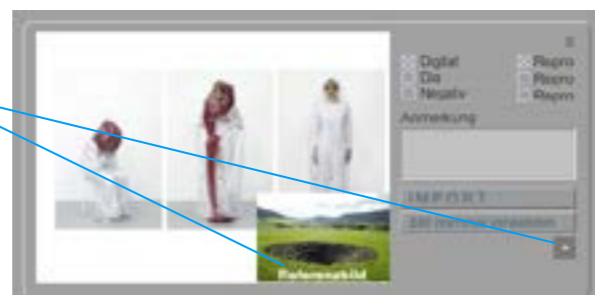 Digital
Repro
Dia
Repro
Negativ
Repro
Anmerkung
IMPORT
Referenzbild